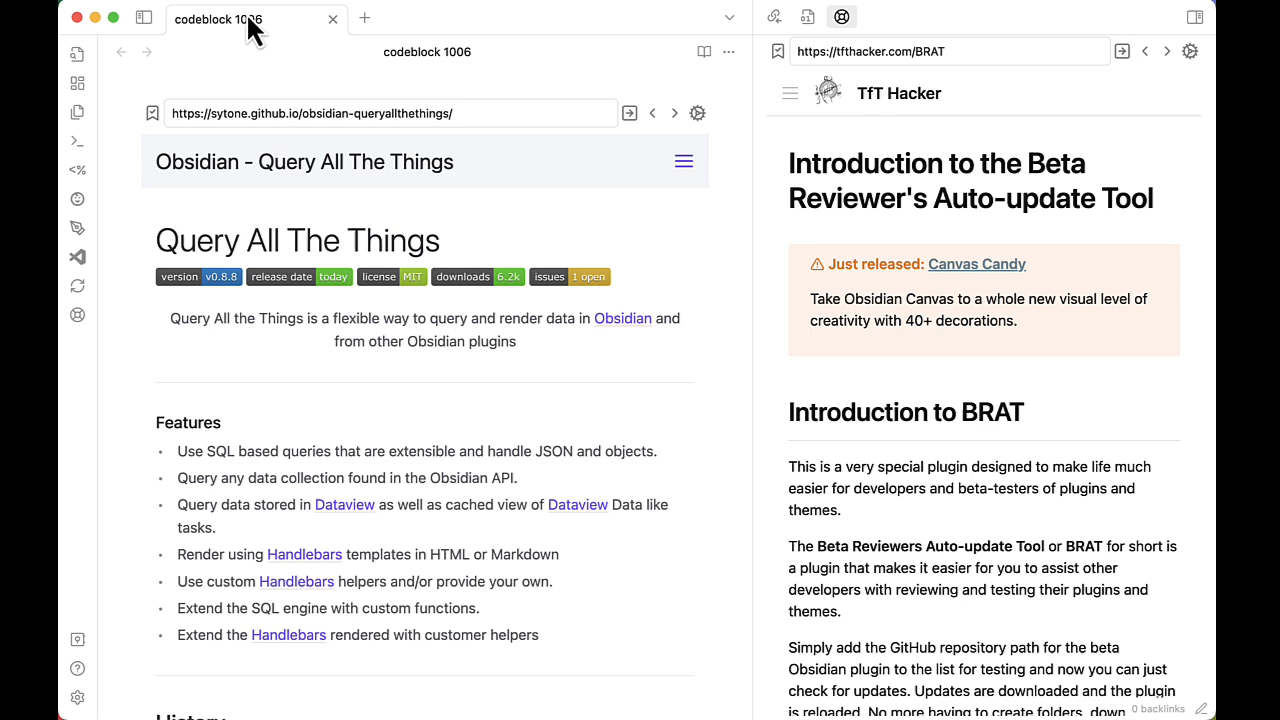 codeblock 1006
codeblock 1006
https://sytone.github.io/obsidian-queryallthethings/
Obsidian - Query All The Things
Query All The Things
version v0.8.8 release date today license MIT downloads 6.2k issues 1 open
Query All the Things is a flexible way to query and render data in Obsidian and
from other Obsidian plugins
Features
• Use SQL based queries that are extensible and handle JSON and objects.
• Query any data collection found in the Obsidian API.
• Query data stored in Dataview as well as cached view of Dataview Data like
tasks.
• Render using Handlebars templates in HTML or Markdown
• Use custom Handlebars helpers and/or provide your own.
• Extend the SQL engine with custom functions.
• Extend the Handlebars rendered with customer helpers
History
https://tfthacker.com/BRAT
TfT Hacker
Introduction to the Beta
Reviewer's Auto-update Tool
Just released: Canvas Candy
Take Obsidian Canvas to a whole new visual level of
creativity with 40+ decorations.
Introduction to BRAT
This is a very special plugin designed to make life much
easier for developers and beta-testers of plugins and
themes.
The Beta Reviewers Auto-update Tool or BRAT for short is
a plugin that makes it easier for you to assist other
developers with reviewing and testing their plugins and
themes.
Simply add the GitHub repository path for the beta
Obsidian plugin to the list for testing and now you can just
check for updates. Updates are downloaded and the plugin
is reloaded. No more having to create folders, down
0 backlinks